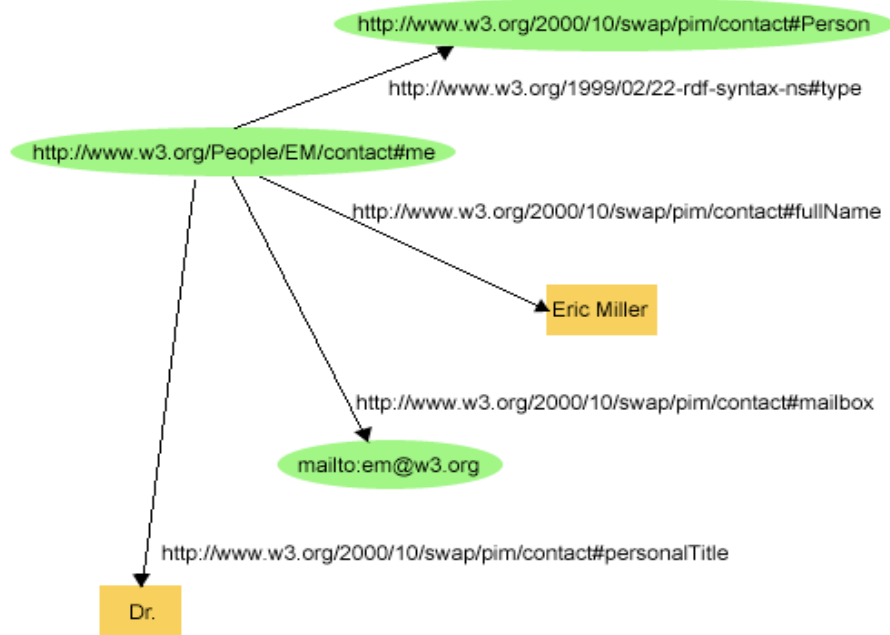 http://www.w3.org/2000/10/swap/pim/contact#Person
http://www.w3.org/1999/02/22-rdf-syntax-ns#type
http://www.w3.org/People/EM/contact#me
http://www.w3.org/2000/10/swap/pim/contact#fullName
Eric Miller
http://www.w3.org/2000/10/swap/pim/contact#mailbox
mailto:em@w3.org
http://www.w3.org/2000/10/swap/pim/contact#personalTitle
Dr.